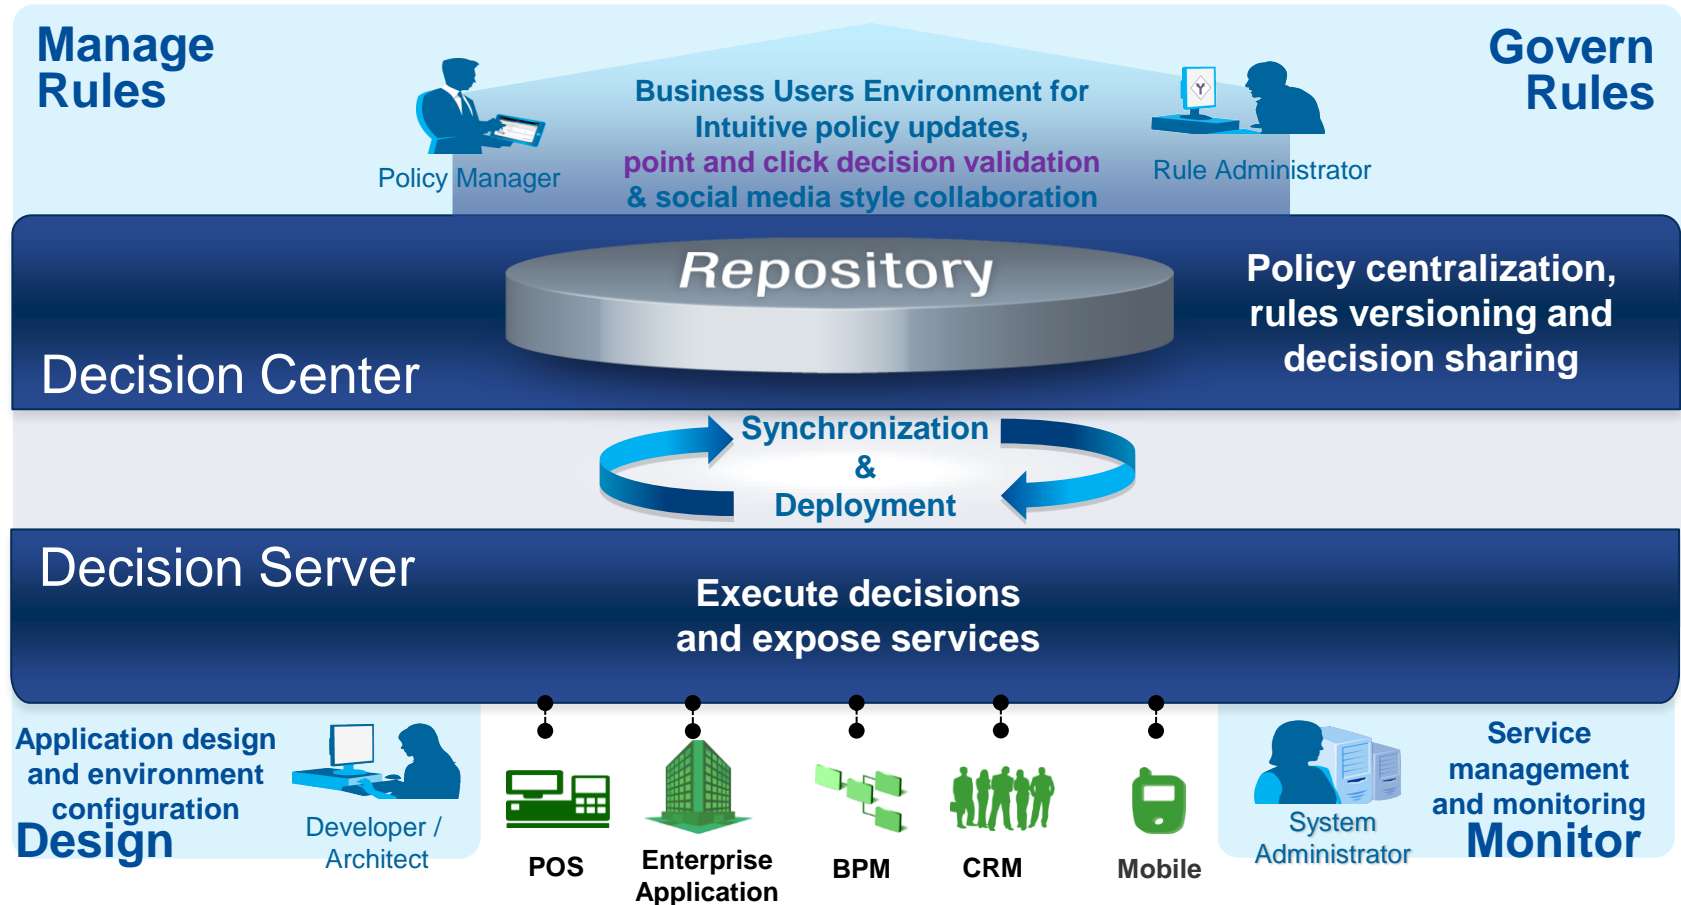 Manage
Rules
Govern
Rules
Business Users Environment for
Intuitive policy updates,
point and click decision validation
& social media style collaboration
Policy Manager
Rule Administrator
Repository
Policy centralization,
rules versioning and
decision sharing
Decision Center
Synchronization
&
Deployment
Decision Server
Execute decisions
and expose services
Application design
and environment
configuration
Design
Developer /
Architect
POS
Enterprise
Application
BPM
CRM
Mobile
System
Administrator
Service
management
and monitoring
Monitor